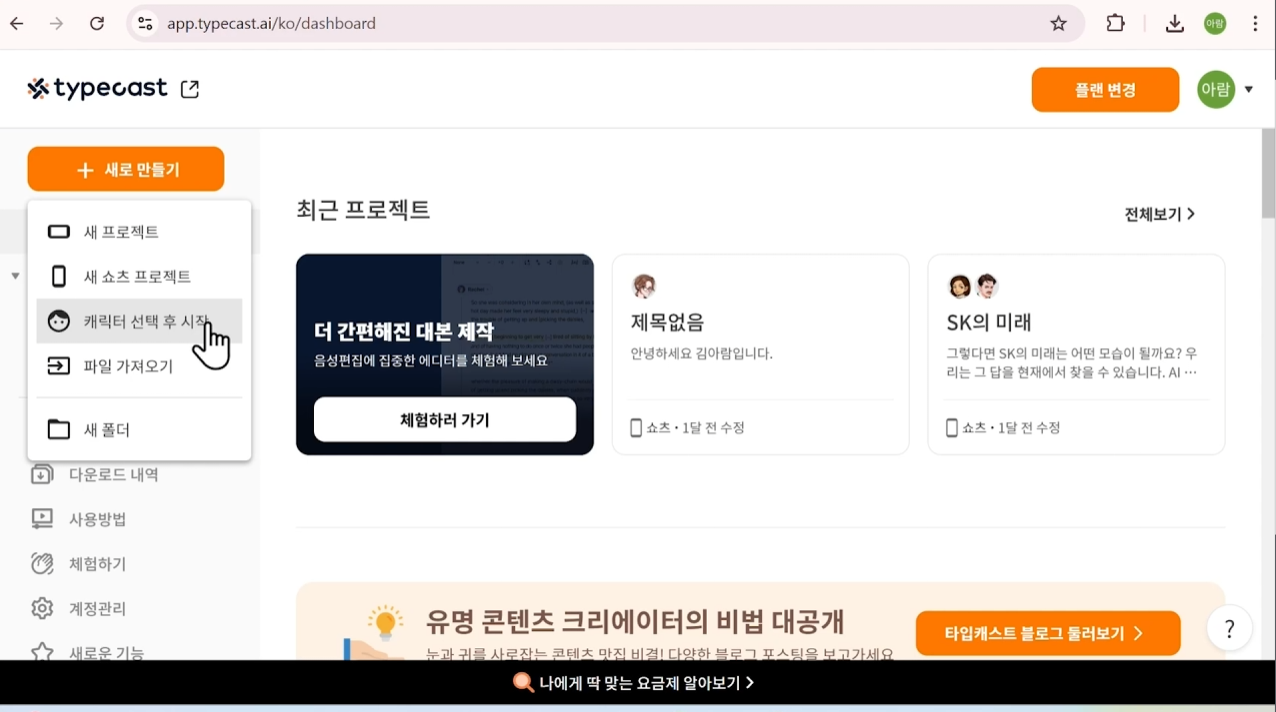 app.typecast.ai/ko/dashboard
아람
typecast
플랜 변경
아람
새로 만들기
새 프로젝트
새 쇼츠 프로젝트
캐릭터 선택 후 시작
파일 가져오기
새 폴더
다운로드 내역
사용방법
체험하기
계정관리
새로운 기능
최근 프로젝트
전체보기
더 간편해진 대본 제작
음성편집에 집중한 에디터를 체험해 보세요
체험하러 가기
제목없음
안녕하세요 김아람입니다.
쇼츠 • 1달 전 수정
SK의 미래
그렇다면 SK의 미래는 어떤 모습이 될까요? 우
리는 그 답을 현재에서 찾을 수 있습니다. AI …
쇼츠 • 1달 전 수정
유명 콘텐츠 크리에이터의 비법 대공개
눈과 귀를 사로잡는 콘텐츠 맛집 비결! 다양한 블로그 포스팅을 보고가세요
타입캐스트 블로그 둘러보기
?
나에게 딱 맞는 요금제 알아보기